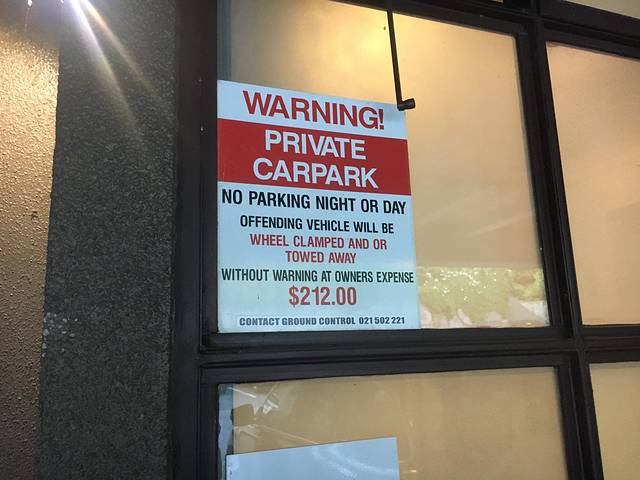 WARNING!
PRIVATE
CARPARK
NO PARKING NIGHT OR DAY
OFFENDING VEHICLE WILL BE
WHEEL CLAMPED AND OR
TOWED AWAY
WITHOUT WARNING AT OWNERS EXPENSE
$212.00
CONTACT GROUND CONTROL 021 502 221